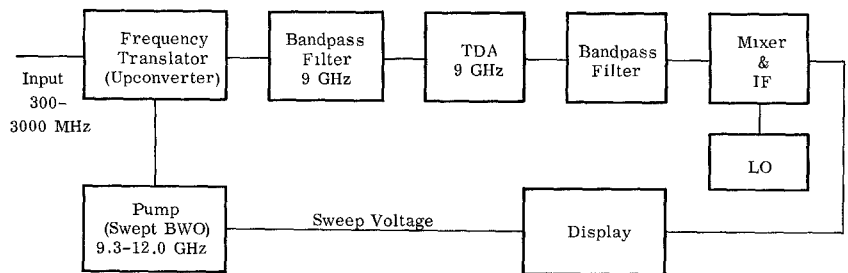 Frequency
Translator
(Upconverter)
Bandpass
Filter
9 GHz
TDA
9 GHz
Bandpass
Filter
Mixer
&
IF
Input
300-
3000 MHz
LO
Pump
(Swept BWO)
9.3-12.0 GHz
Sweep Voltage
Display